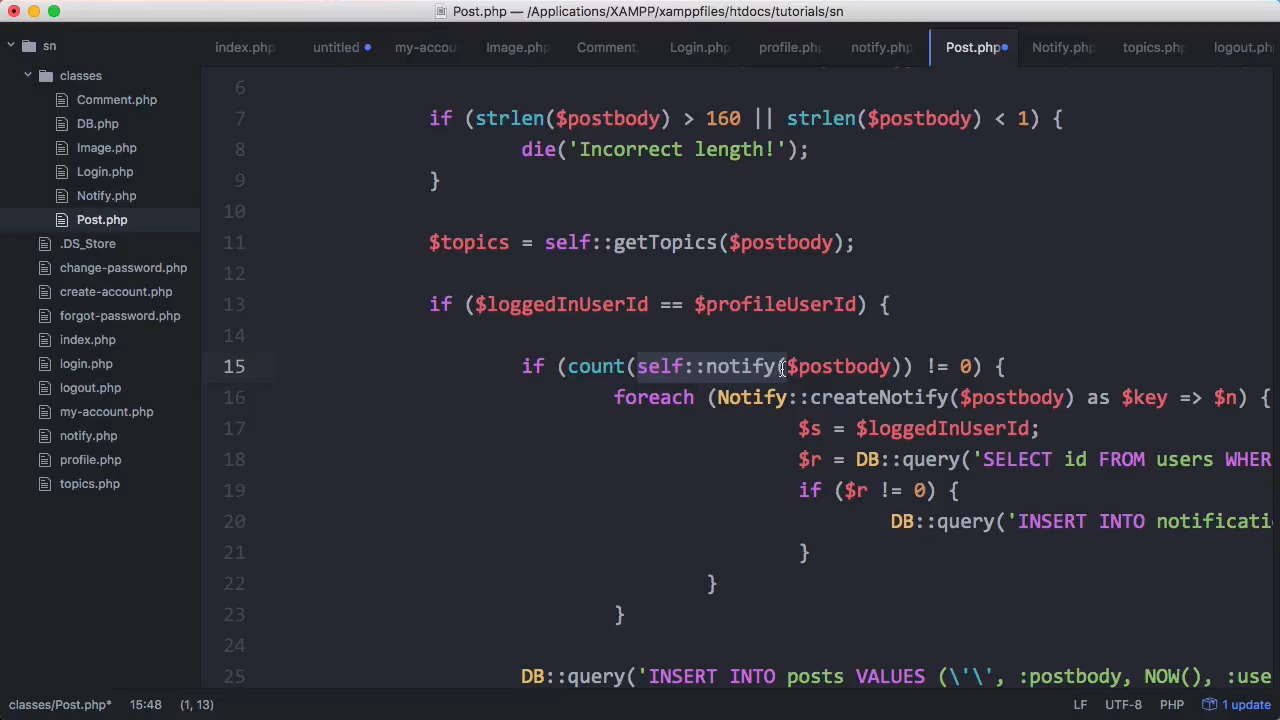 Post.php — /Applications/XAMPP/xamppfiles/htdocs/tutorials/sn
sn
classes
Comment.php
DB.php
Image.php
Login.php
Notify.php
Post.php
.DS_Store
change-password.php
create-account.php
forgot-password.php
index.php
login.php
logout.php
my-account.php
notify.php
profile.php
topics.php
index.php untitled my-accou Image.php Comment. Login.php profile.php notify.php Post.php Notify.php topics.php logout.php
6
7 if (strlen($postbody) > 160 || strlen($postbody) < 1) {
8 die('Incorrect length!');
9 }
10
11 $topics = self::getTopics($postbody);
12
13 if ($loggedInUserId == $profileUserId) {
14
15 if (count(self::notify($postbody)) != 0) {
16 foreach (Notify::createNotify($postbody) as $key => $n) {
17 $s = $loggedInUserId;
18 $r = DB::query('SELECT id FROM users WHER
19 if ($r != 0) {
20 DB::query('INSERT INTO notificati
21 }
22 }
23 }
24
25 DB::query('INSERT INTO posts VALUES (\'\', :postbody, NOW(), :use
classes/Post.php* 15:48 (1, 13) LF UTF-8 PHP 1 update